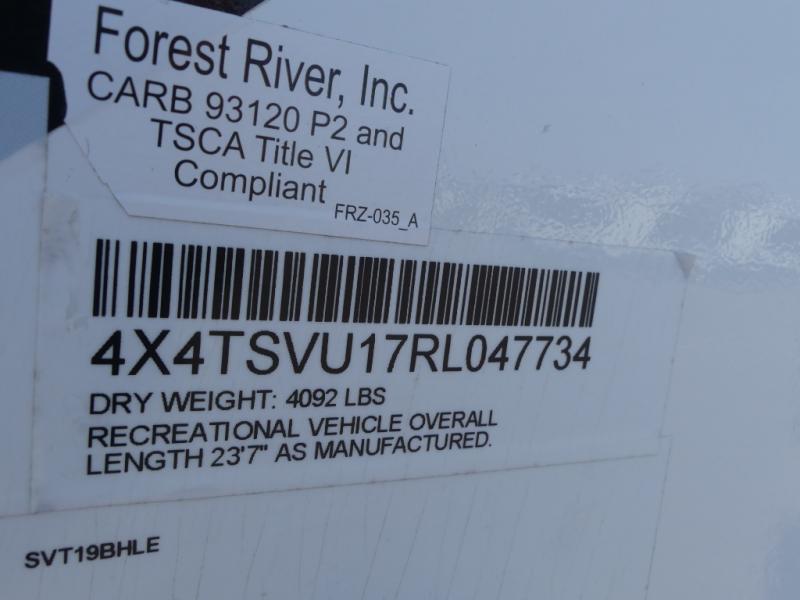 Forest River, Inc.
CARB 93120 P2 and
TSCA Title VI
Compliant
FRZ-035_A
4X4TSVU17RL047734
DRY WEIGHT: 4092 LBS
RECREATIONAL VEHICLE OVERALL
LENGTH 23'7" AS MANUFACTURED.
SVT19BHLE